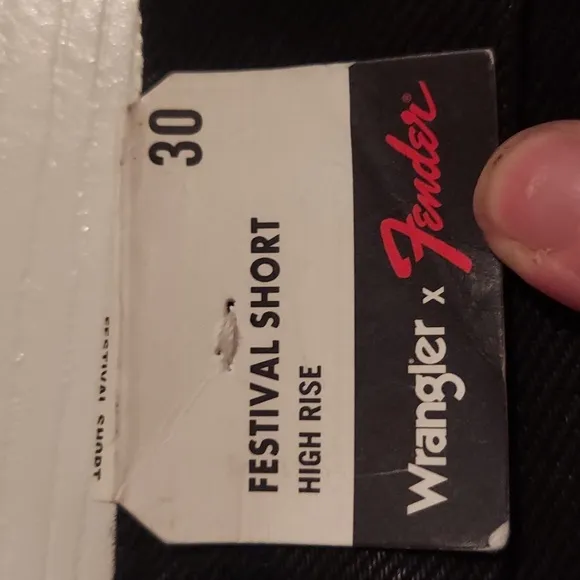 30
FESTIVAL SHORT
HIGH RISE
Wrangler x Fender®
FESTIVAL SHORT